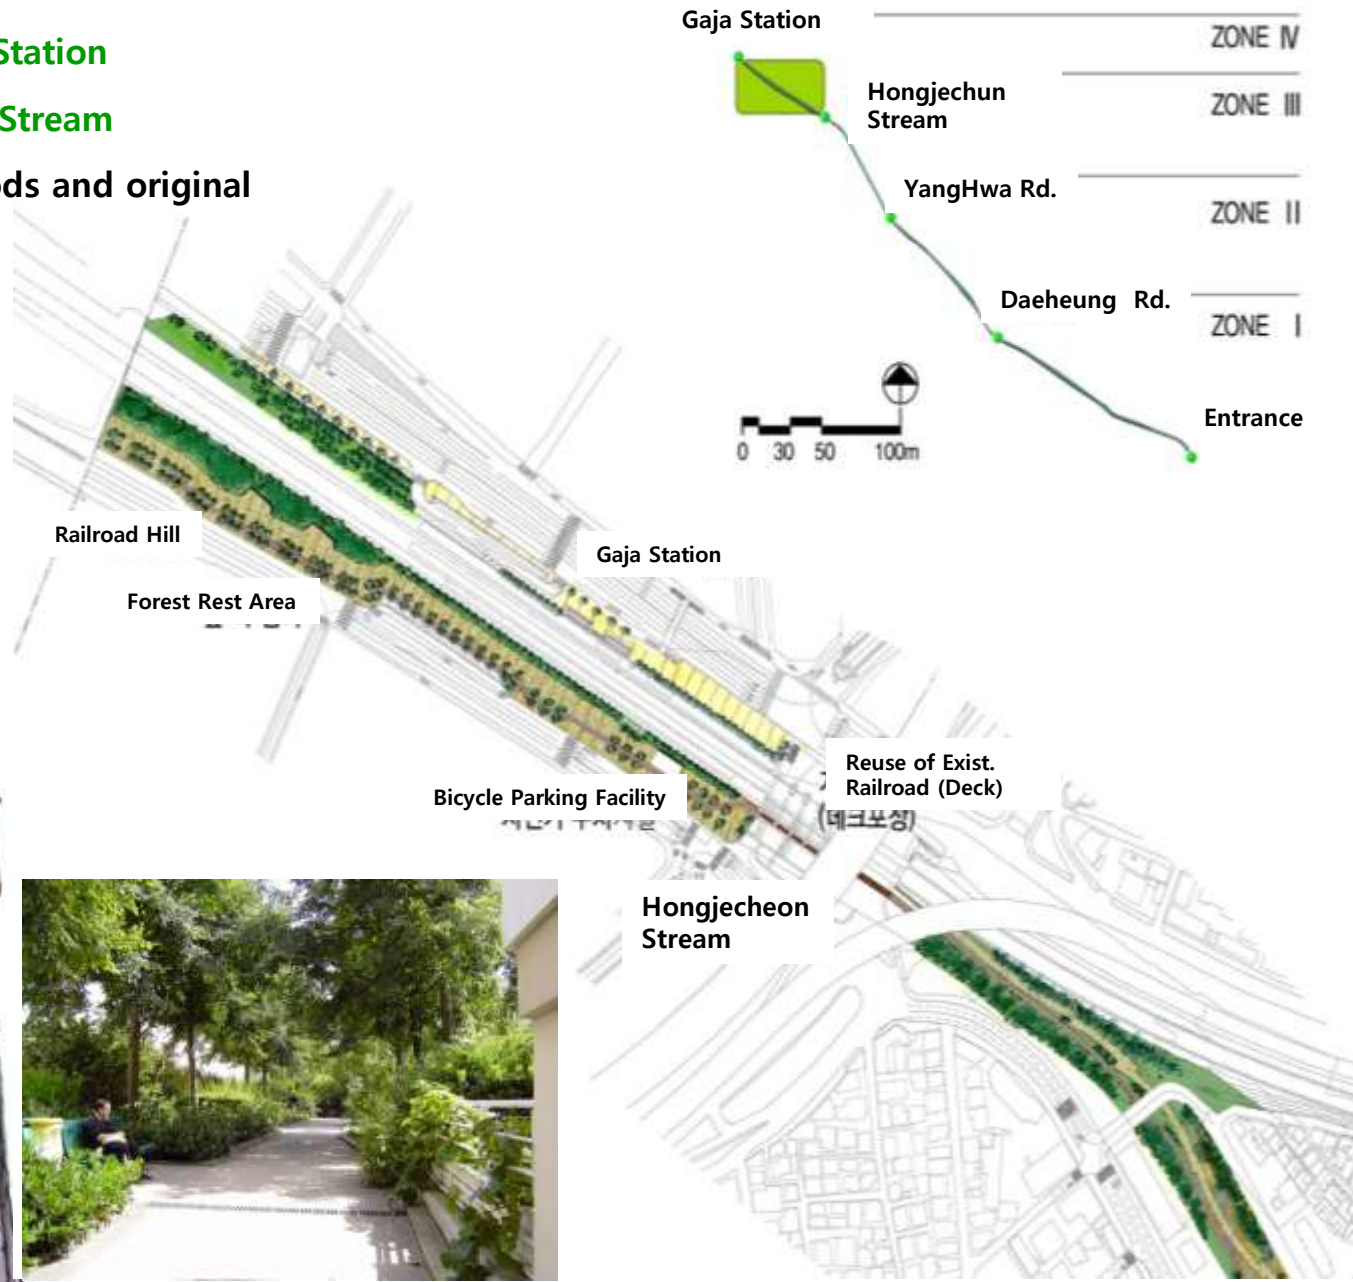 Station
Stream
ods and original
Gaja Station
ZONE Ⅳ
Hongjechun
Stream
ZONE Ⅲ
YangHwa Rd.
ZONE Ⅱ
Daeheung Rd.
ZONE Ⅰ
Entrance
0 30 50 100m
Railroad Hill
Gaja Station
Forest Rest Area
Reuse of Exist.
Railroad (Deck)
Bicycle Parking Facility
(데크포장)
Hongjecheon
Stream